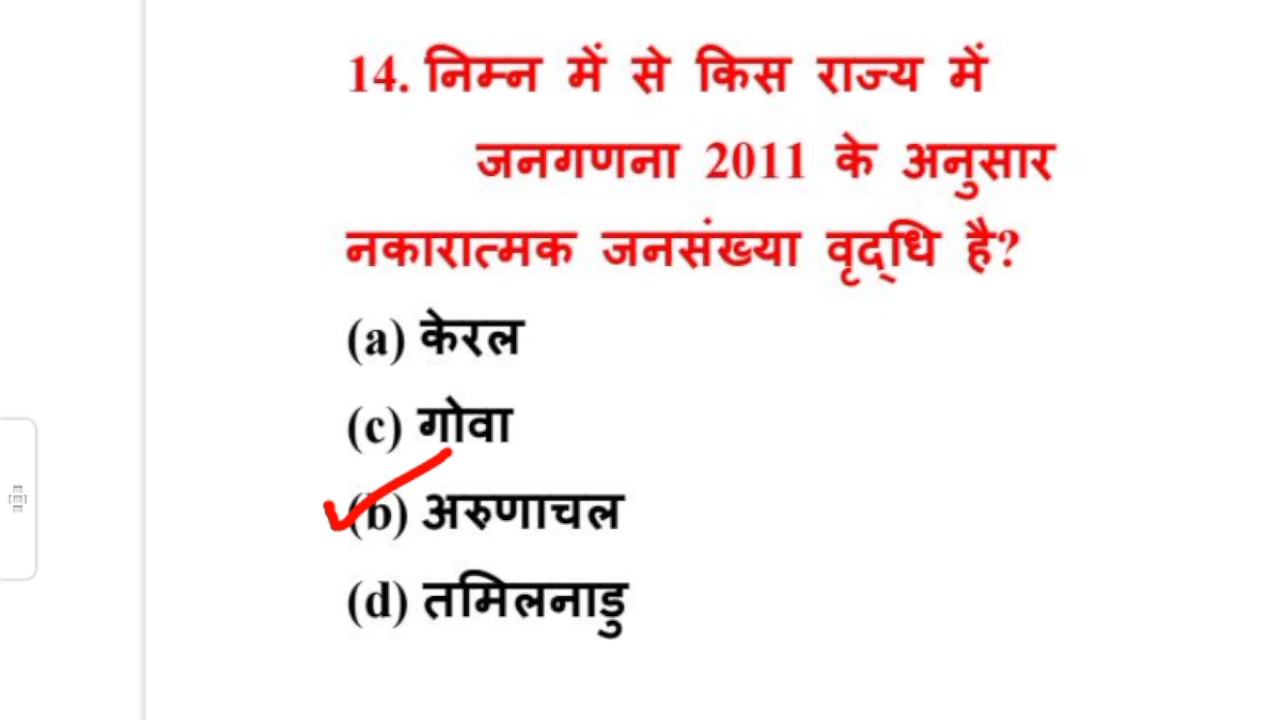 14. निम्न में से किस राज्य में
जनगणना 2011 के अनुसार
नकारात्मक जनसंख्या वृद्‌धि है?
(a) केरल
(c) गोवा
(b) अरुणाचल
(d) तमिलनाडु